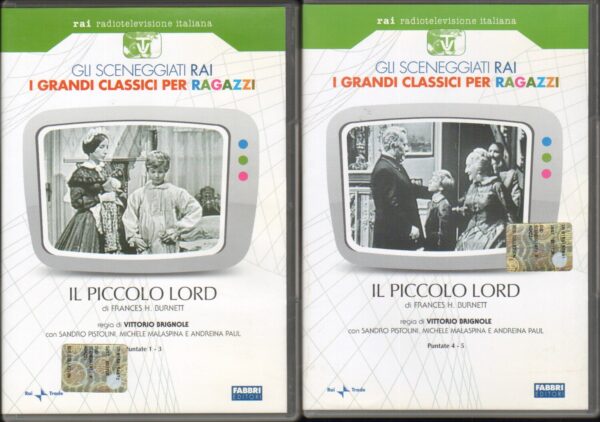 rai radiotelevisione italiana
GLI SCENEGGIATI RAI
I GRANDI CLASSICI PER RAGAZZI
IL PICCOLO LORD
di FRANCES H. BURNETT
regia di VITTORIO BRIGNOLE
con SANDRO PISTOLINI, MICHELE MALASPINA E ANDREINA PAUL
Puntate 1 - 3
Rai Trade
FABBRI
EDITORI
rai radiotelevisione italiana
GLI SCENEGGIATI RAI
I GRANDI CLASSICI PER RAGAZZI
IL PICCOLO LORD
di FRANCES H. BURNETT
regia di VITTORIO BRIGNOLE
con SANDRO PISTOLINI, MICHELE MALASPINA E ANDREINA PAUL
Puntate 4 - 5
Rai Trade
FABBRI
EDITORI